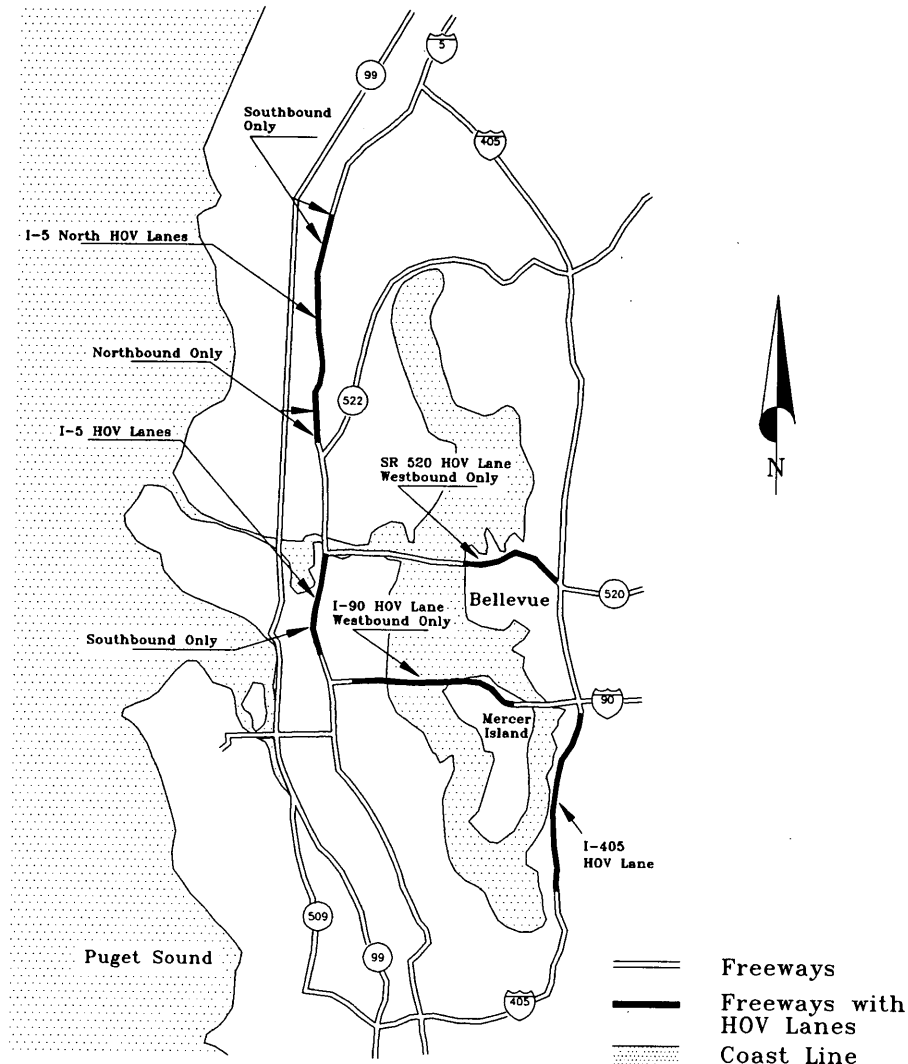 5
99
Southbound
Only
405
I-5 North HOV Lanes
Northbound Only
522
I-5 HOV Lanes
SR 520 HOV Lane
Westbound Only
N
Bellevue
520
I-90 HOV Lane
Westbound Only
Southbound Only
90
Mercer
Island
I-405
HOV Lane
509
Puget Sound
99
405
Freeways
Freeways with
HOV Lanes
Coast Line